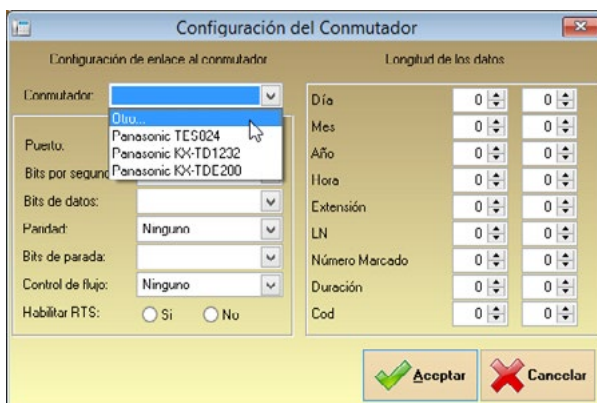 Configuración del Conmutador
Configuración de enlace al conmutador
Conmutador:
Otro...
Panasonic TES824
Panasonic KX-TD1232
Panasonic KX-TDE200
Puerto:
Bits por segun
Bits de datos:
Paridad: Ninguno
Bits de parada:
Control de flujo: Ninguno
Habilitar RTS: Si No
Longitud de los datos
Día 0 0
Mes 0 0
Año 0 0
Hora 0 0
Extensión 0 0
LN 0 0
Número Marcado 0 0
Duración 0 0
Cod 0 0
Aceptar Cancelar